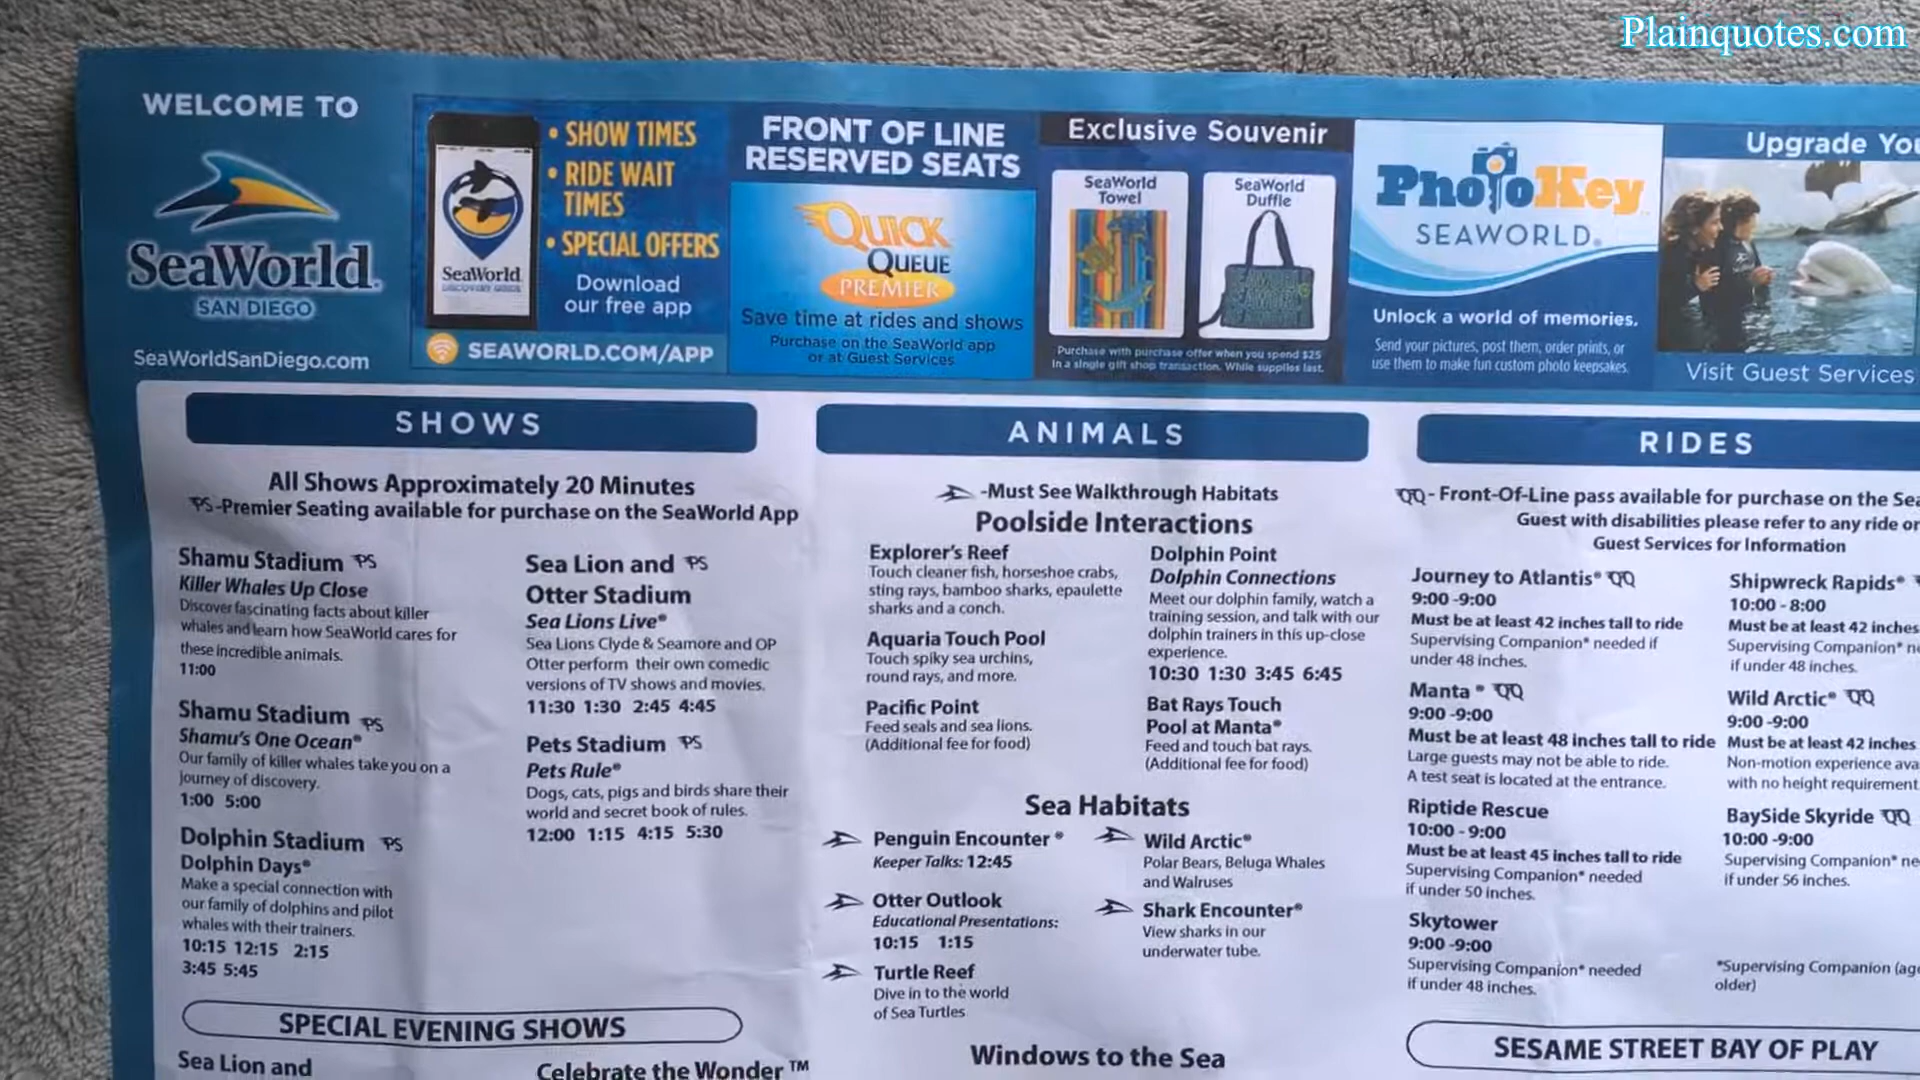 Plainquotes.com
WELCOME TO
SeaWorld
SAN DIEGO
SeaWorldSanDiego.com
SeaWorld
DISCOVERY GUIDE
• SHOW TIMES
• RIDE WAIT
TIMES
• SPECIAL OFFERS
Download
our free app
SEAWORLD.COM/APP
FRONT OF LINE
RESERVED SEATS
QUICK
QUEUE
PREMIER
Save time at rides and shows
Purchase on the SeaWorld app
or at Guest Services
Exclusive Souvenir
SeaWorld
Towel
SeaWorld
Duffle
Purchase with purchase offer when you spend $25
in a single gift shop transaction. While supplies last.
PhotoKey
SEAWORLD®
Unlock a world of memories.
Send your pictures, post them, order prints, or
use them to make fun custom photo keepsakes.
Upgrade You
Visit Guest Services
SHOWS
All Shows Approximately 20 Minutes
PS-Premier Seating available for purchase on the SeaWorld App
Shamu Stadium PS
Killer Whales Up Close
Discover fascinating facts about killer
whales and learn how SeaWorld cares for
these incredible animals.
11:00
Shamu Stadium PS
Shamu's One Ocean®
Our family of killer whales take you on a
journey of discovery.
1:00 5:00
Dolphin Stadium PS
Dolphin Days®
Make a special connection with
our family of dolphins and pilot
whales with their trainers.
10:15 12:15 2:15
3:45 5:45
Sea Lion and PS
Otter Stadium
Sea Lions Live®
Sea Lions Clyde & Seamore and OP
Otter perform their own comedic
versions of TV shows and movies.
11:30 1:30 2:45 4:45
Pets Stadium PS
Pets Rule®
Dogs, cats, pigs and birds share their
world and secret book of rules.
12:00 1:15 4:15 5:30
SPECIAL EVENING SHOWS
Sea Lion and
Celebrate the Wonder ™
ANIMALS
-Must See Walkthrough Habitats
Poolside Interactions
Explorer's Reef
Touch cleaner fish, horseshoe crabs,
sting rays, bamboo sharks, epaulette
sharks and a conch.
Aquaria Touch Pool
Touch spiky sea urchins,
round rays, and more.
Pacific Point
Feed seals and sea lions.
(Additional fee for food)
Dolphin Point
Dolphin Connections
Meet our dolphin family, watch a
training session, and talk with our
dolphin trainers in this up-close
experience.
10:30 1:30 3:45 6:45
Bat Rays Touch
Pool at Manta®
Feed and touch bat rays.
(Additional fee for food)
Sea Habitats
Penguin Encounter ®
Keeper Talks: 12:45
Otter Outlook
Educational Presentations:
10:15 1:15
Turtle Reef
Dive in to the world
of Sea Turtles
Wild Arctic®
Polar Bears, Beluga Whales
and Walruses
Shark Encounter®
View sharks in our
underwater tube.
Windows to the Sea
RIDES
QQ - Front-Of-Line pass available for purchase on the Sea
Guest with disabilities please refer to any ride or
Guest Services for Information
Journey to Atlantis® QQ
9:00 -9:00
Must be at least 42 inches tall to ride
Supervising Companion* needed if
under 48 inches.
Manta ® QQ
9:00 -9:00
Must be at least 48 inches tall to ride
Large guests may not be able to ride.
A test seat is located at the entrance.
Riptide Rescue
10:00 - 9:00
Must be at least 45 inches tall to ride
Supervising Companion* needed
if under 50 inches.
Skytower
9:00 -9:00
Supervising Companion* needed
if under 48 inches.
Shipwreck Rapids®
10:00 - 8:00
Must be at least 42 inches
Supervising Companion* ne
if under 48 inches.
Wild Arctic® QQ
9:00 -9:00
Must be at least 42 inches
Non-motion experience ava
with no height requirement
BaySide Skyride QQ
10:00 -9:00
Supervising Companion* ne
if under 56 inches.
*Supervising Companion (age
older)
SESAME STREET BAY OF PLAY